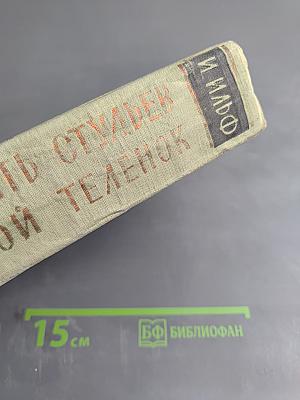 И. ИЛЬФ
ТЬ СТУЛЬЕВ
ОЙ ТЕЛЕНОК
15 см
БФ БИБЛИОФАН